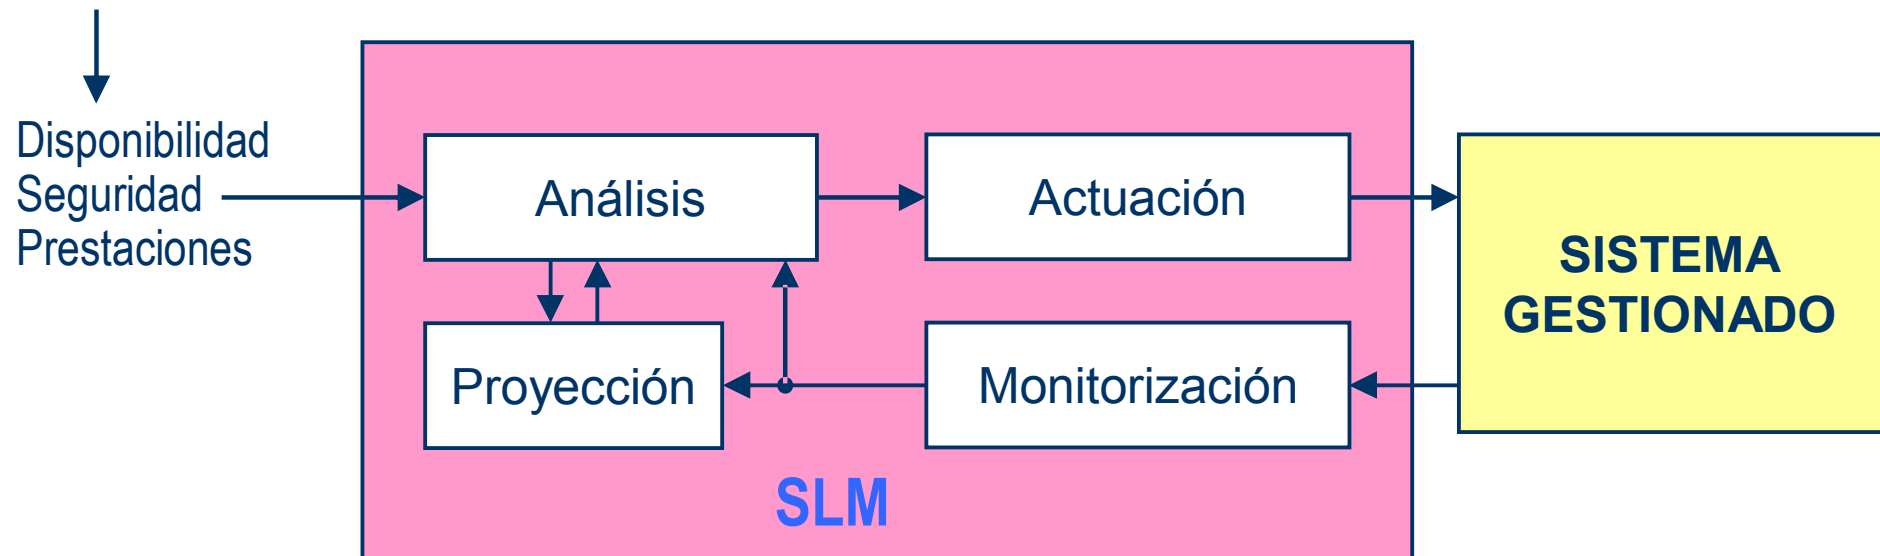 Disponibilidad
Seguridad
Prestaciones
Análisis
Actuación
SISTEMA
GESTIONADO
Proyección
Monitorización
SLM